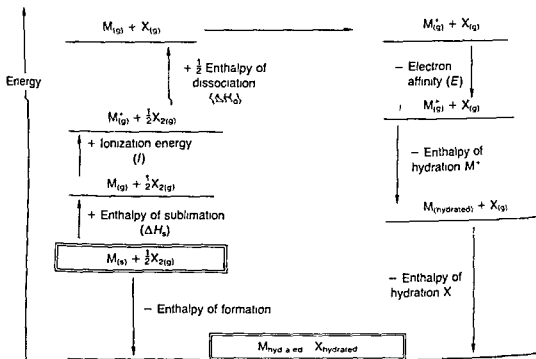 M(g) + X(g)
M⁺(g) + X(g)
Energy
+ ½ Enthalpy of
dissociation
(ΔHd)
− Electron
affinity (E)
M⁺(g) + ½X2(g)
M⁺(g) + X(g)
+ Ionization energy
(I)
− Enthalpy of
hydration M⁺
M(g) + ½X2(g)
M(hydrated) + X(g)
+ Enthalpy of sublimation
(ΔHs)
M(s) + ½X2(g)
− Enthalpy of
hydration X
− Enthalpy of formation
Xhydrated